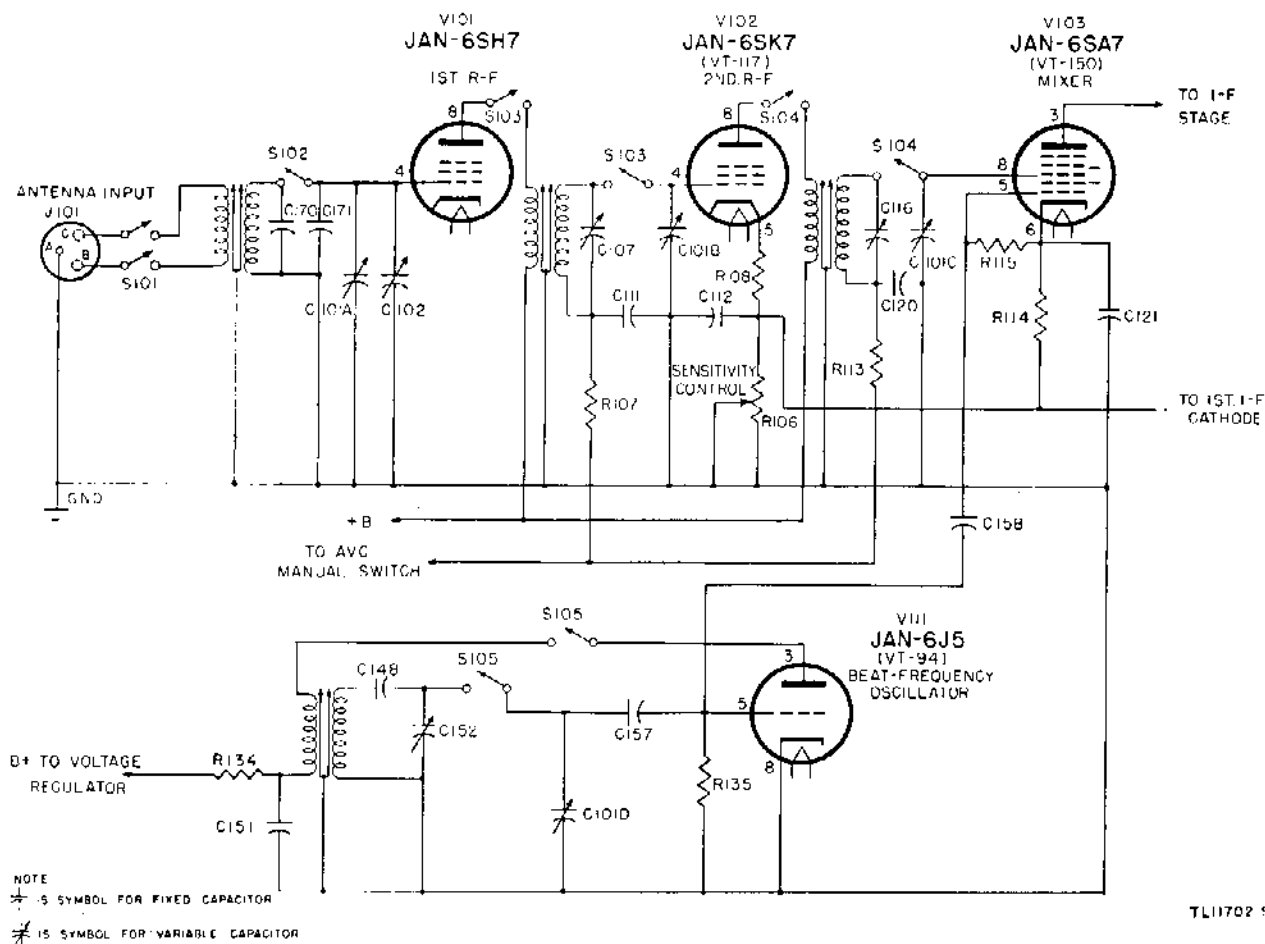 V101
JAN-6SH7
1ST R-F
V102
JAN-6SK7
(VT-117)
2ND. R-F
V103
JAN-6SA7
(VT-150)
MIXER
TO I-F
STAGE
8
S103
8
S104
3
S102
4
S103
4
S104
8
5
ANTENNA INPUT
J101
C
A
B
S101
C170
C171
C101A
C102
C107
C101B
5
R108
C116
C101C
6
R115
C111
C112
C120
R114
C121
SENSITIVITY
CONTROL
R107
R106
R113
TO 1ST. I-F
CATHODE
GND
+B
C158
TO AVC
MANUAL SWITCH
S105
V111
JAN-6J5
(VT-94)
BEAT-FREQUENCY
OSCILLATOR
3
C148
S105
5
C152
C157
8
B+ TO VOLTAGE
REGULATOR
R134
R135
C151
C101D
NOTE
IS SYMBOL FOR FIXED CAPACITOR
IS SYMBOL FOR VARIABLE CAPACITOR
TL11702